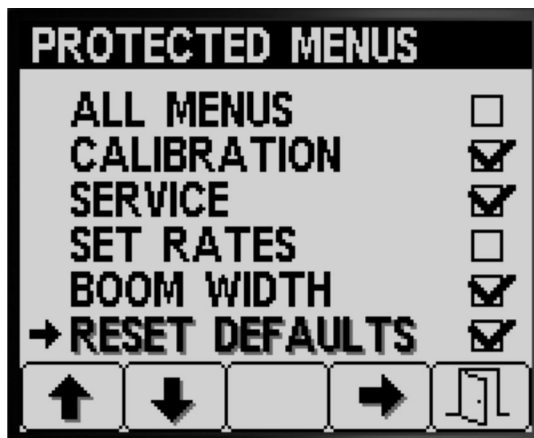 PROTECTED MENUS
ALL MENUS
CALIBRATION
SERVICE
SET RATES
BOOM WIDTH
RESET DEFAULTS